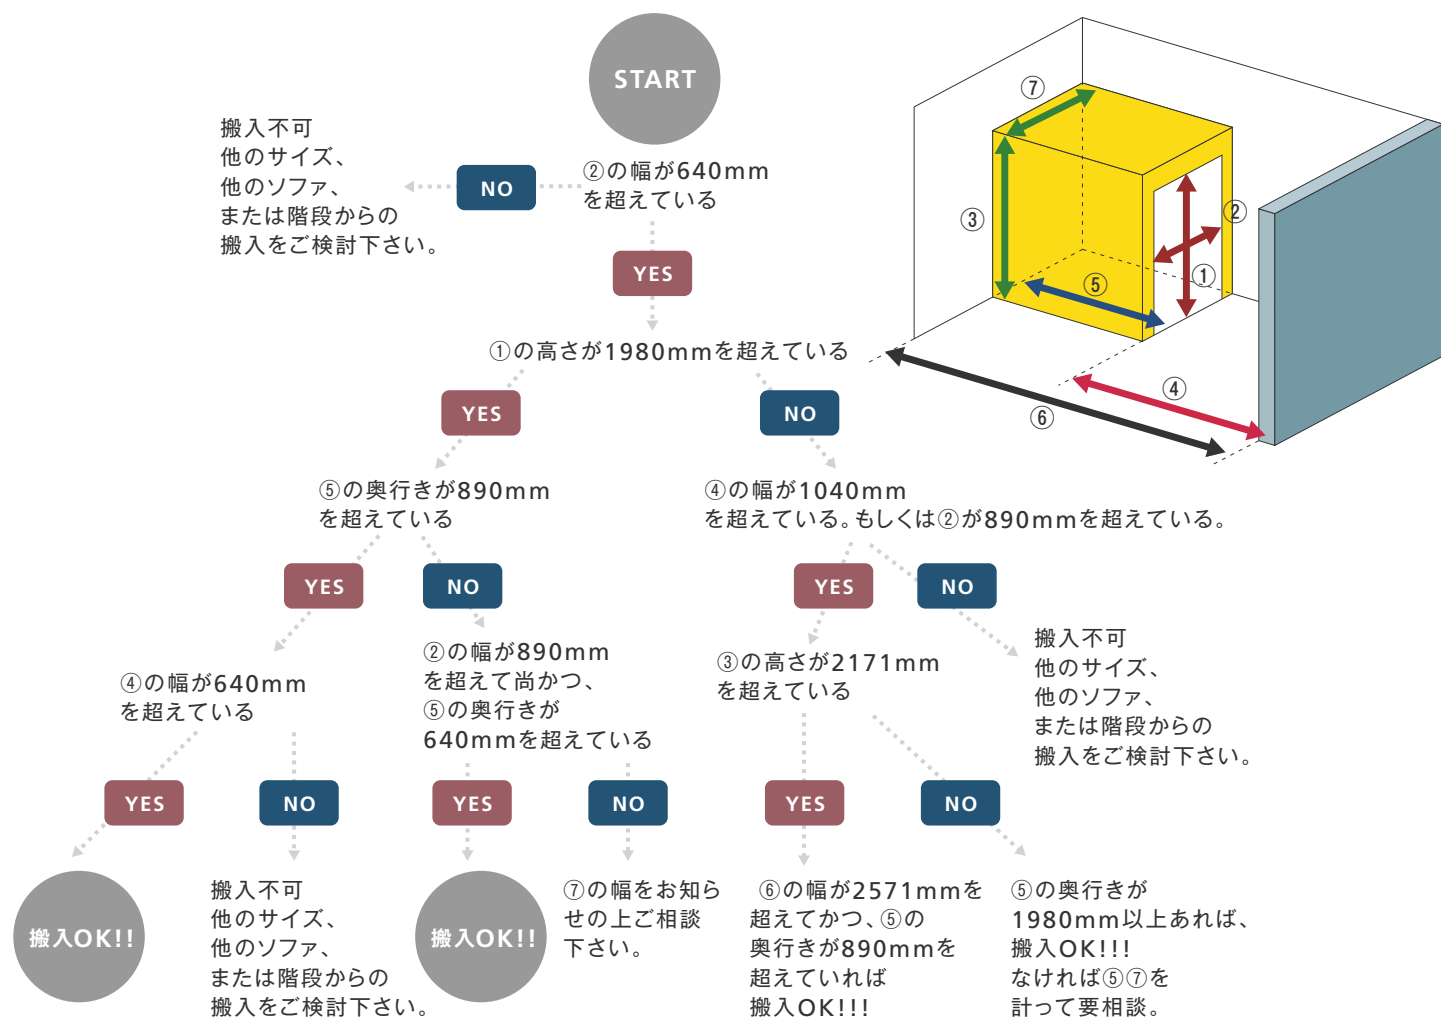 START
搬入不可
他のサイズ、
他のソファ、
または階段からの
搬入をご検討下さい。
NO
②の幅が640mm
を超えている
YES
①の高さが1980mmを超えている
YES
NO
⑤の奥行きが890mm
を超えている
④の幅が1040mm
を超えている。もしくは②が890mmを超えている。
YES
NO
YES
NO
④の幅が640mm
を超えている
②の幅が890mm
を超えて尚かつ、
⑤の奥行きが
640mmを超えている
③の高さが2171mm
を超えている
搬入不可
他のサイズ、
他のソファ、
または階段からの
搬入をご検討下さい。
YES
NO
YES
NO
YES
NO
搬入OK!!
搬入不可
他のサイズ、
他のソファ、
または階段からの
搬入をご検討下さい。
搬入OK!!
⑦の幅をお知ら
せの上ご相談
下さい。
⑥の幅が2571mmを
超えてかつ、⑤の
奥行きが890mmを
超えていれば
搬入OK!!!
⑤の奥行きが
1980mm以上あれば、
搬入OK!!!
なければ⑤⑦を
計って要相談。
⑦
③
②
①
⑤
④
⑥